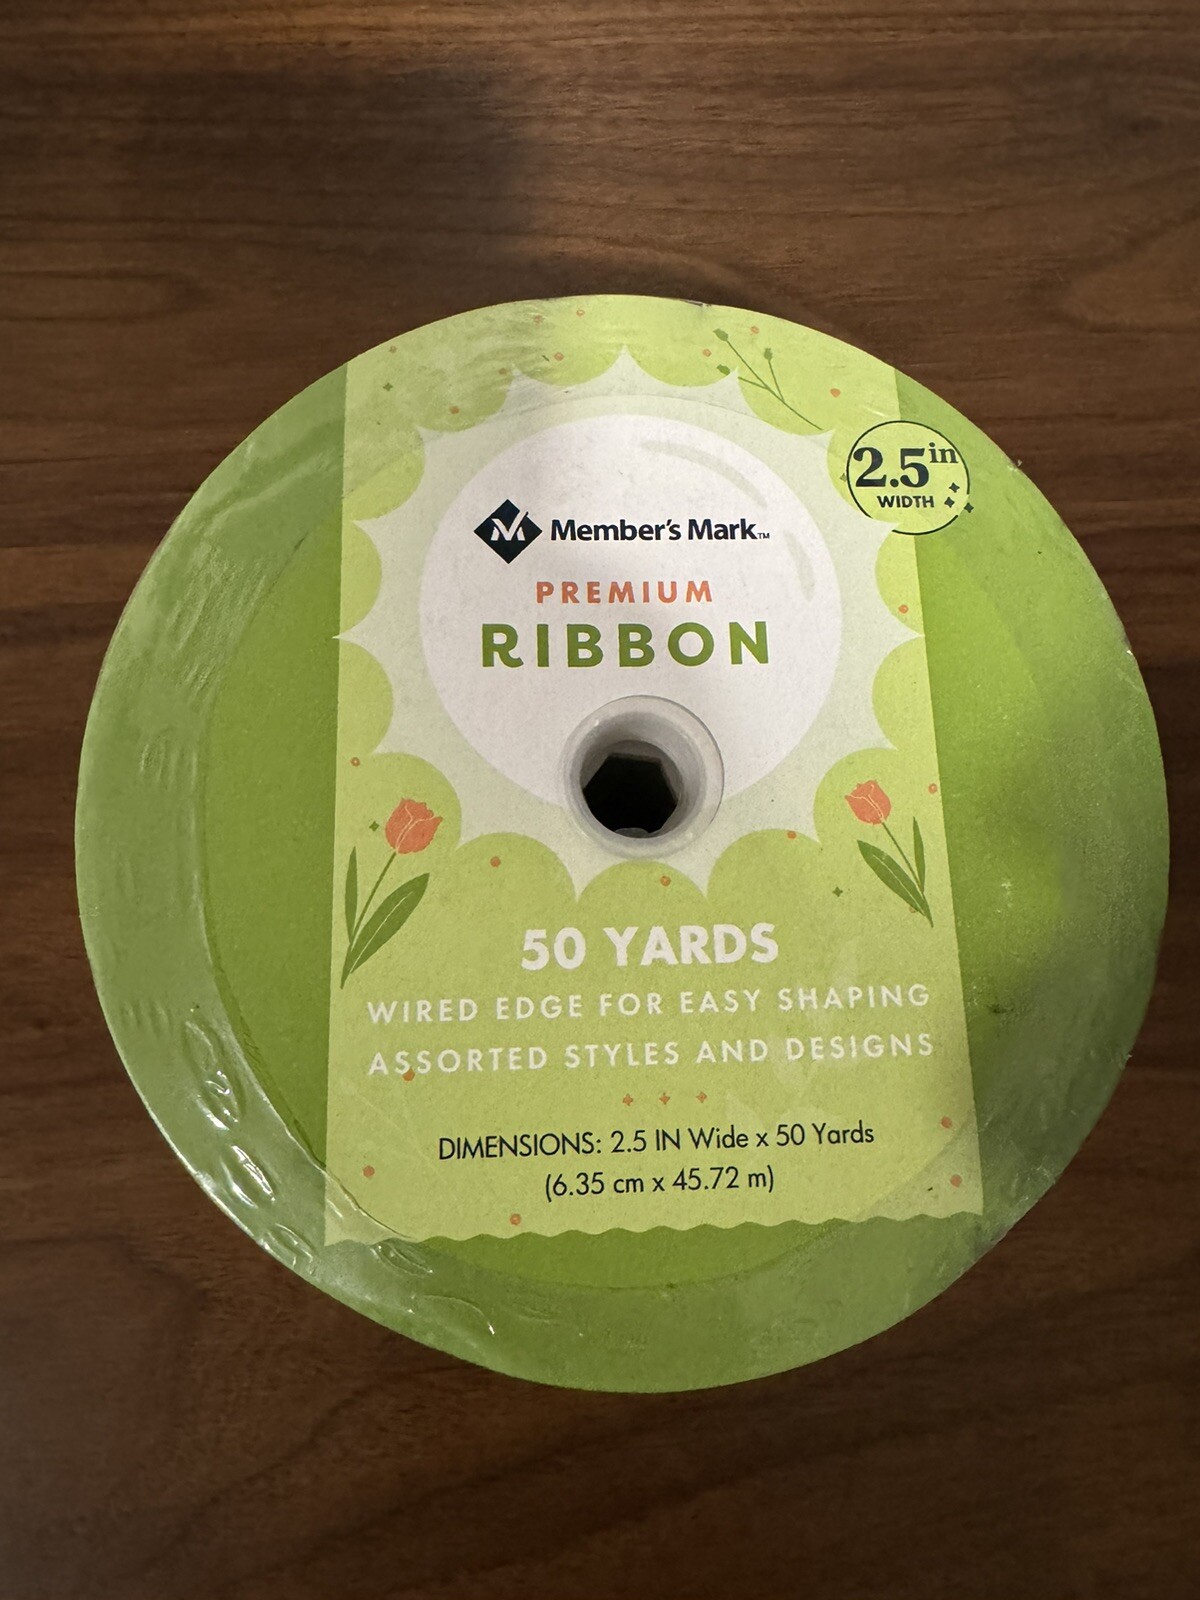 2.5in
WIDTH
Member's Mark™
PREMIUM
RIBBON
50 YARDS
WIRED EDGE FOR EASY SHAPING
ASSORTED STYLES AND DESIGNS
DIMENSIONS: 2.5 IN Wide x 50 Yards
(6.35 cm x 45.72 m)